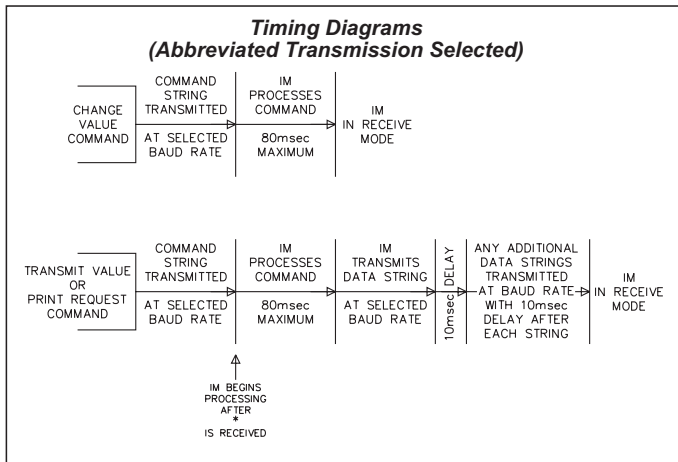 Timing Diagrams
(Abbreviated Transmission Selected)
CHANGE
VALUE
COMMAND
COMMAND
STRING
TRANSMITTED
AT SELECTED
BAUD RATE
IM
PROCESSES
COMMAND
80msec
MAXIMUM
IM
IN RECEIVE
MODE
TRANSMIT VALUE
OR
PRINT REQUEST
COMMAND
COMMAND
STRING
TRANSMITTED
AT SELECTED
BAUD RATE
IM
PROCESSES
COMMAND
80msec
MAXIMUM
IM
TRANSMITS
DATA STRING
AT SELECTED
BAUD RATE
10msec DELAY
ANY ADDITIONAL
DATA STRINGS
TRANSMITTED
AT BAUD RATE
WITH 10msec
DELAY AFTER
EACH STRING
IM
IN RECEIVE
MODE
IM BEGINS
PROCESSING
AFTER
*
IS RECEIVED